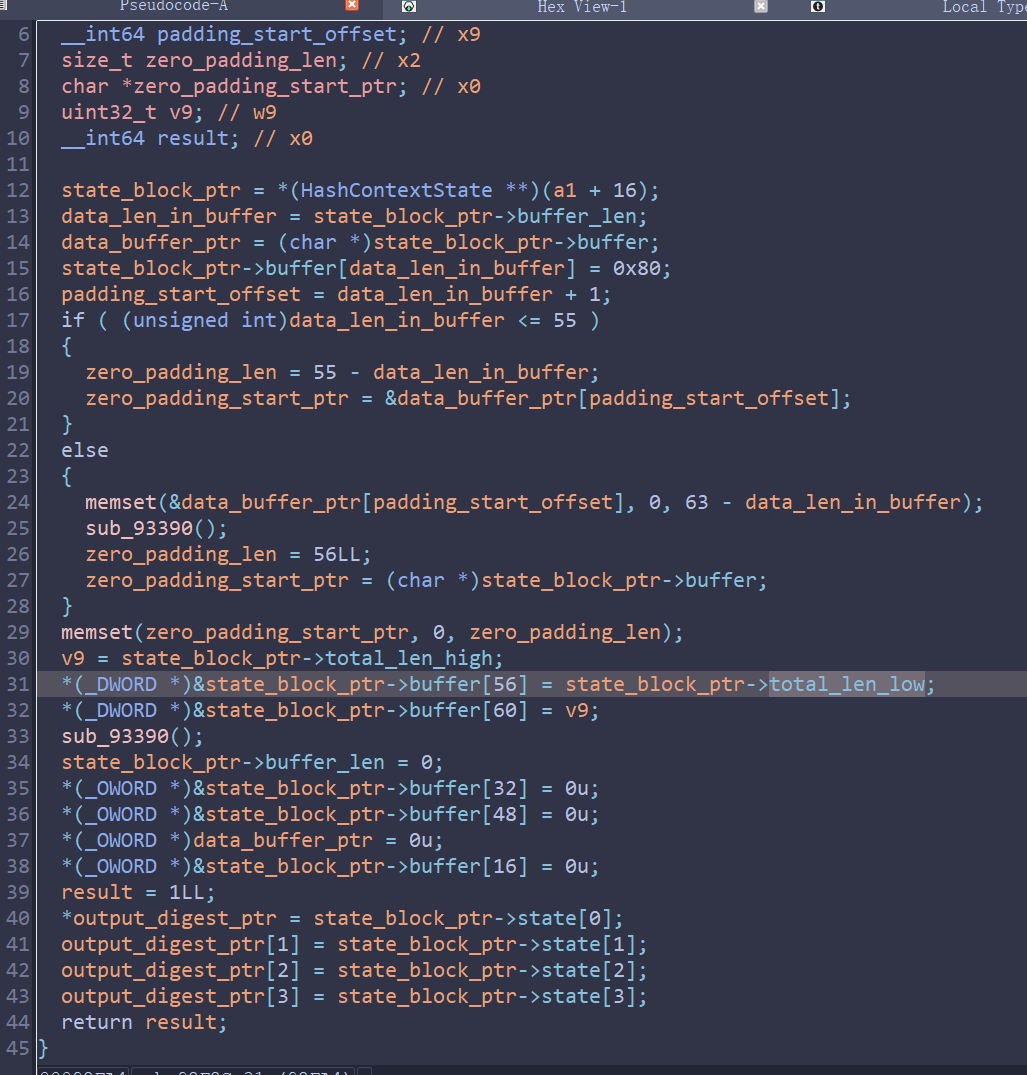 Pseudocode-A Hex View-1 Local Type
6 __int64 padding_start_offset; // x9
7 size_t zero_padding_len; // x2
8 char *zero_padding_start_ptr; // x0
9 uint32_t v9; // w9
10 __int64 result; // x0
11
12 state_block_ptr = *(HashContextState **)(a1 + 16);
13 data_len_in_buffer = state_block_ptr->buffer_len;
14 data_buffer_ptr = (char *)state_block_ptr->buffer;
15 state_block_ptr->buffer[data_len_in_buffer] = 0x80;
16 padding_start_offset = data_len_in_buffer + 1;
17 if ( (unsigned int)data_len_in_buffer <= 55 )
18 {
19 zero_padding_len = 55 - data_len_in_buffer;
20 zero_padding_start_ptr = &data_buffer_ptr[padding_start_offset];
21 }
22 else
23 {
24 memset(&data_buffer_ptr[padding_start_offset], 0, 63 - data_len_in_buffer);
25 sub_93390();
26 zero_padding_len = 56LL;
27 zero_padding_start_ptr = (char *)state_block_ptr->buffer;
28 }
29 memset(zero_padding_start_ptr, 0, zero_padding_len);
30 v9 = state_block_ptr->total_len_high;
31 *(_DWORD *)&state_block_ptr->buffer[56] = state_block_ptr->total_len_low;
32 *(_DWORD *)&state_block_ptr->buffer[60] = v9;
33 sub_93390();
34 state_block_ptr->buffer_len = 0;
35 *(_OWORD *)&state_block_ptr->buffer[32] = 0u;
36 *(_OWORD *)&state_block_ptr->buffer[48] = 0u;
37 *(_OWORD *)data_buffer_ptr = 0u;
38 *(_OWORD *)&state_block_ptr->buffer[16] = 0u;
39 result = 1LL;
40 *output_digest_ptr = state_block_ptr->state[0];
41 output_digest_ptr[1] = state_block_ptr->state[1];
42 output_digest_ptr[2] = state_block_ptr->state[2];
43 output_digest_ptr[3] = state_block_ptr->state[3];
44 return result;
45 }